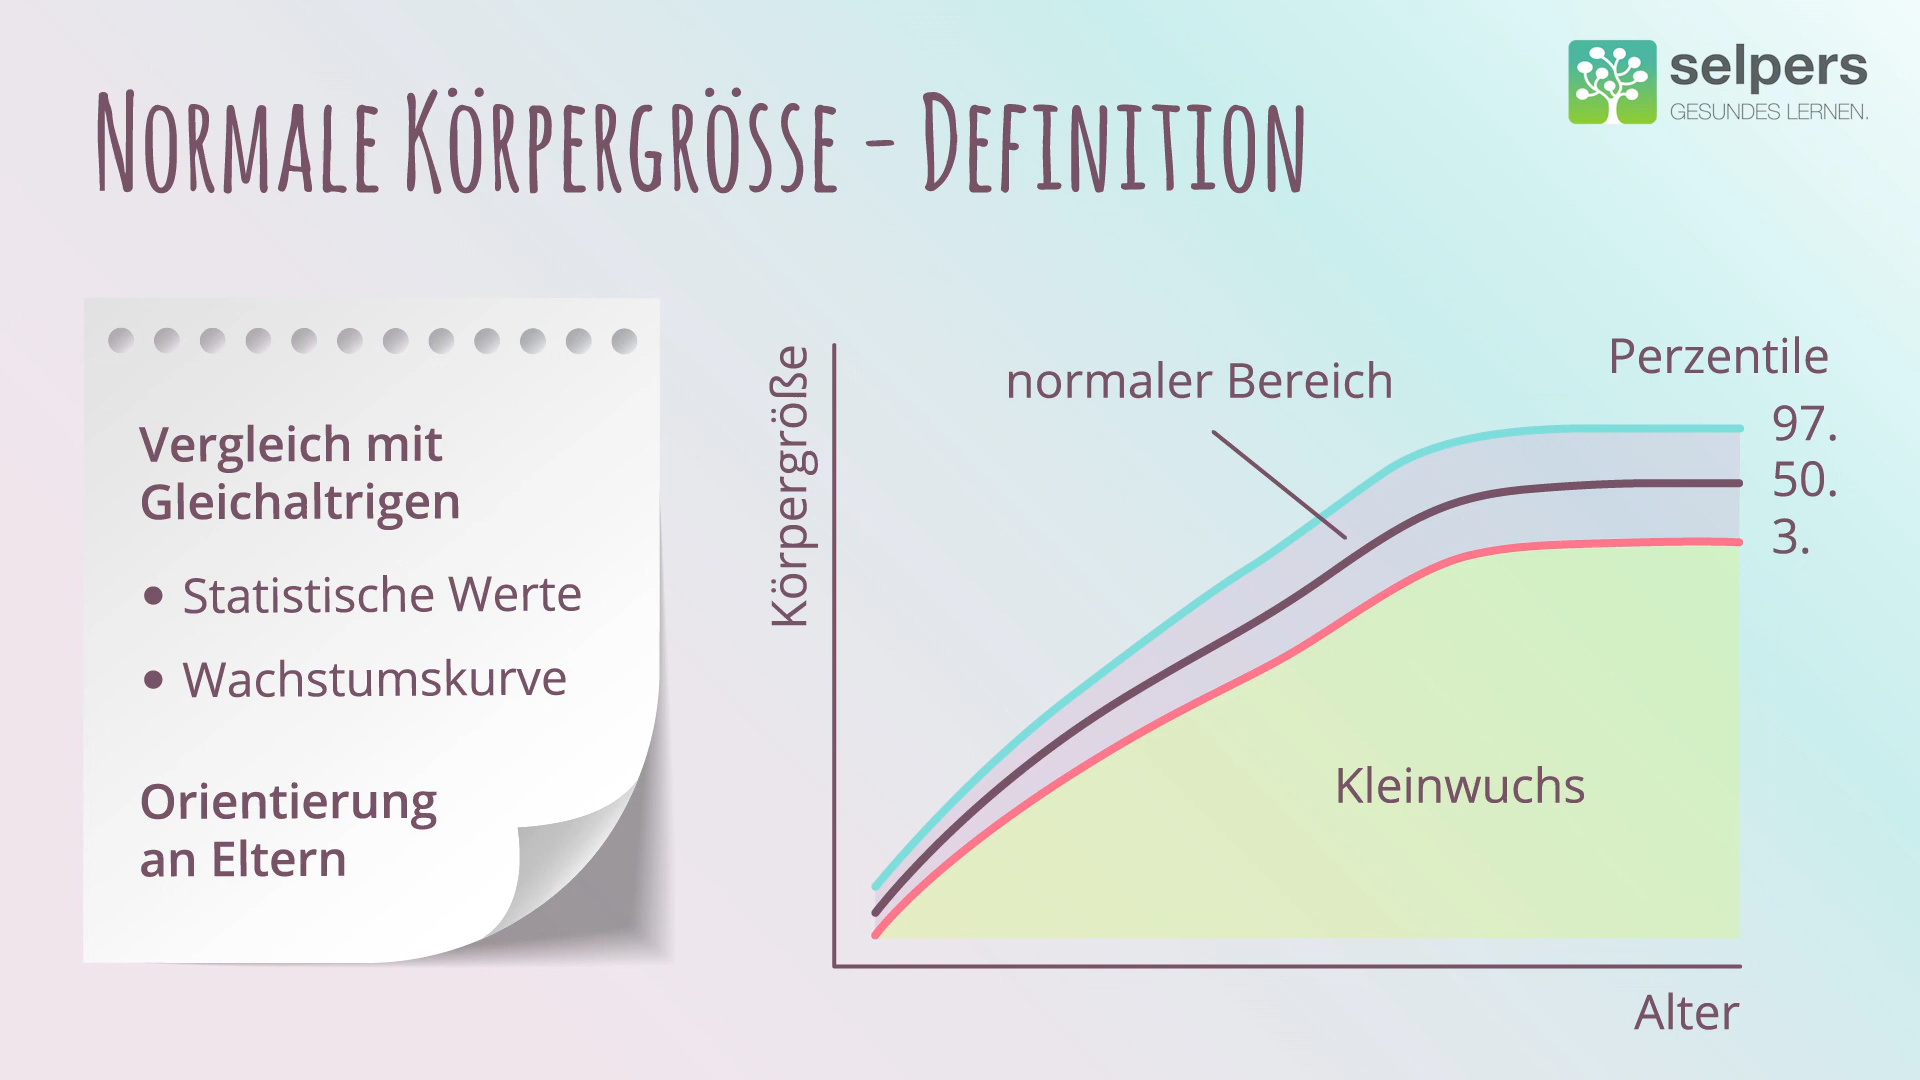 NORMALE KÖRPERGRÖSSE - DEFINITION
selpers
GESUNDES LERNEN.
Vergleich mit
Gleichaltrigen
• Statistische Werte
• Wachstumskurve
Orientierung
an Eltern
Körpergröße
normaler Bereich
Perzentile
97.
50.
3.
Kleinwuchs
Alter